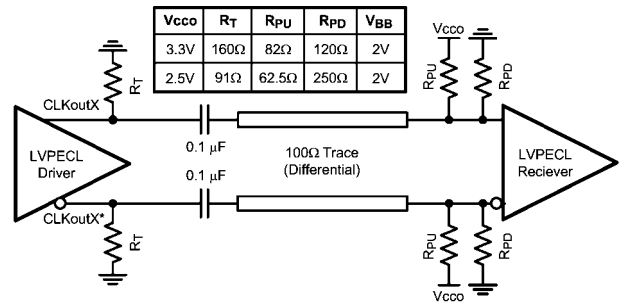 Vcco RT RPU RPD VBB
3.3V 160Ω 82Ω 120Ω 2V
2.5V 91Ω 62.5Ω 250Ω 2V
Vcco
RT
RPU
RPD
CLKoutX
LVPECL
Driver
0.1 μF
0.1 μF
100Ω Trace
(Differential)
LVPECL
Reciever
CLKoutX*
RT
RPU
RPD
Vcco